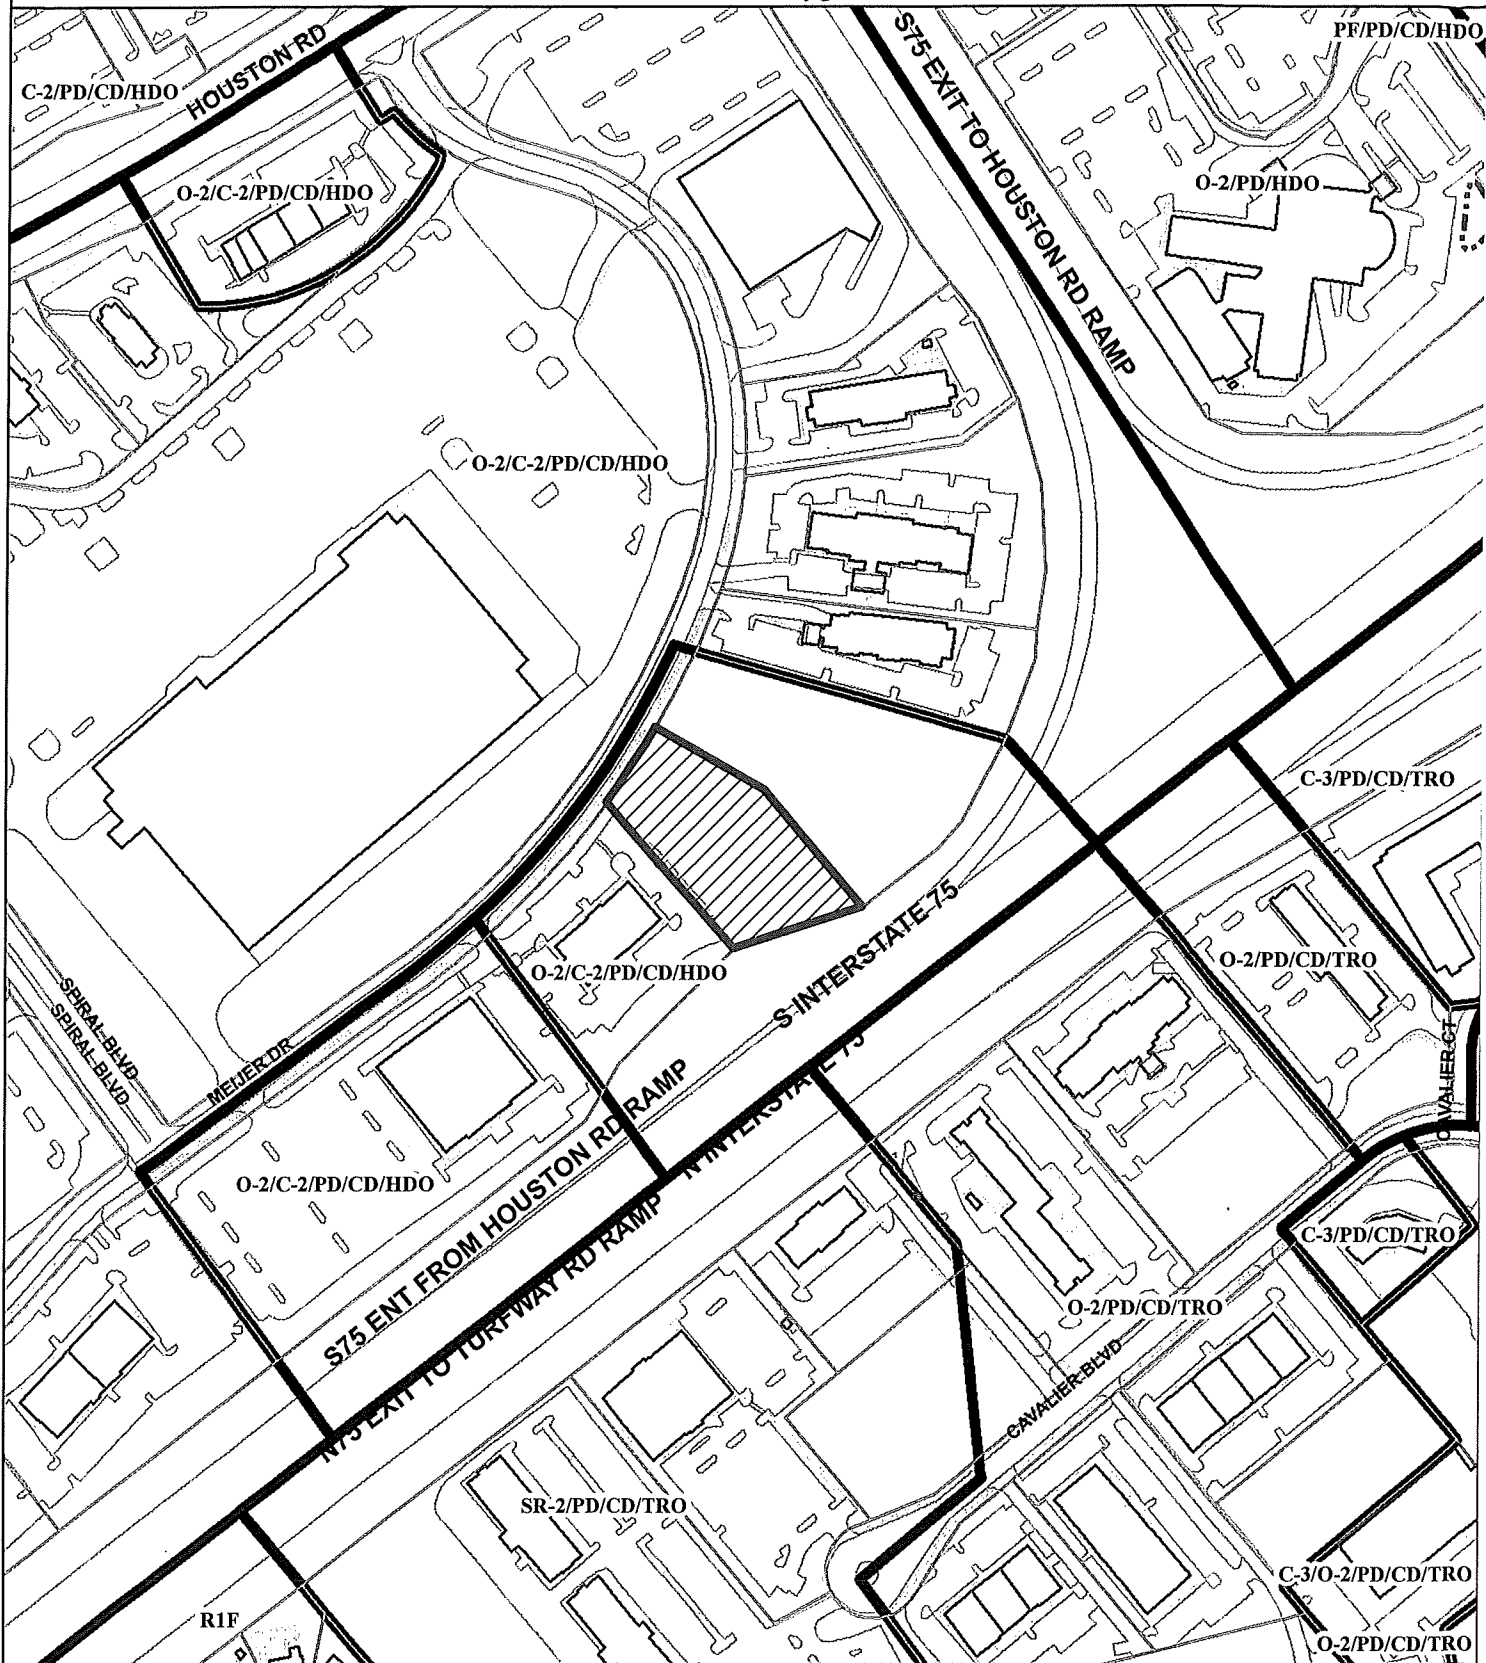 PF/PD/CD/HDO
C-2/PD/CD/HDO
HOUSTON RD
S75 EXIT TO HOUSTON RD RAMP
O-2/C-2/PD/CD/HDO
O-2/PD/HDO
O-2/C-2/PD/CD/HDO
C-3/PD/CD/TRO
O-2/C-2/PD/CD/HDO
S INTERSTATE 75
O-2/PD/CD/TRO
SPIRAL BLVD
SPIRAL BLVD
MEIJER DR
N INTERSTATE 75
CAVALIER CT
O-2/C-2/PD/CD/HDO
S75 ENT FROM HOUSTON RD RAMP
N75 EXIT TO TURFWAY RD RAMP
C-3/PD/CD/TRO
O-2/PD/CD/TRO
CAVALIER BLVD
SR-2/PD/CD/TRO
C-3/O-2/PD/CD/TRO
R1F
O-2/PD/CD/TRO